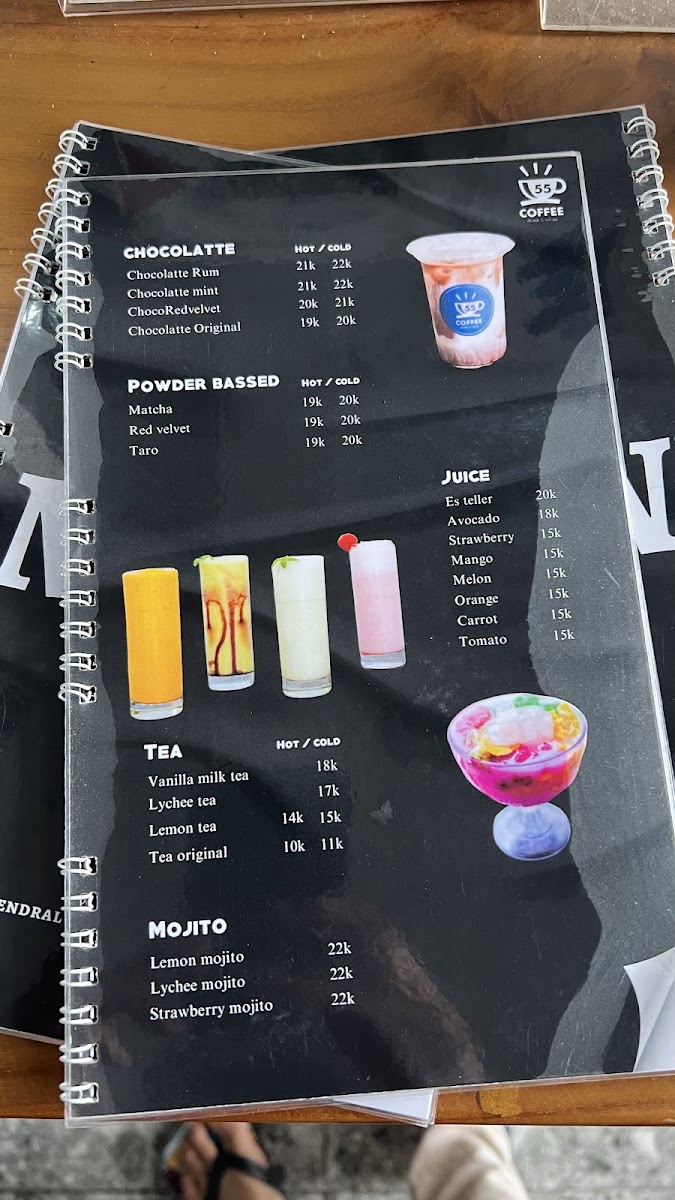 55
COFFEE
CHOCOLATTE HOT / COLD
Chocolatte Rum 21k 22k
Chocolatte mint 21k 22k
ChocoRedvelvet 20k 21k
Chocolatte Original 19k 20k
55
COFFEE
POWDER BASSED HOT / COLD
Matcha 19k 20k
Red velvet 19k 20k
Taro 19k 20k
JUICE
Es teller 20k
Avocado 18k
Strawberry 15k
Mango 15k
Melon 15k
Orange 15k
Carrot 15k
Tomato 15k
TEA HOT / COLD
Vanilla milk tea 18k
Lychee tea 17k
Lemon tea 14k 15k
Tea original 10k 11k
MOJITO
Lemon mojito 22k
Lychee mojito 22k
Strawberry mojito 22k
M
N
ENDRAL